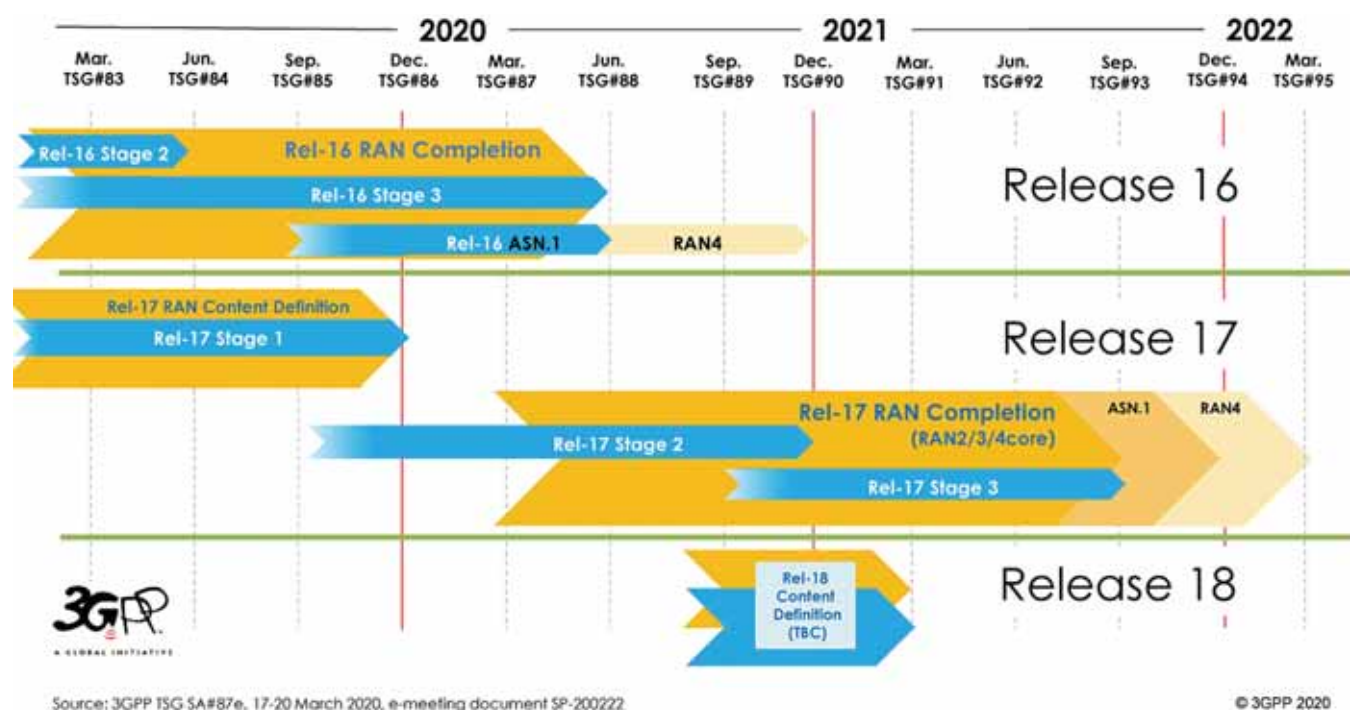 2020 2021 2022
Mar. Jun. Sep. Dec. Mar. Jun. Sep. Dec. Mar. Jun. Sep. Dec. Mar.
TSG#83 TSG#84 TSG#85 TSG#86 TSG#87 TSG#88 TSG#89 TSG#90 TSG#91 TSG#92 TSG#93 TSG#94 TSG#95
Rel-16 Stage 2
Rel-16 RAN Completion
Rel-16 Stage 3
Release 16
Rel-16 ASN.1
RAN4
Rel-17 RAN Content Definition
Rel-17 Stage 1
Release 17
Rel-17 RAN Completion
(RAN2/3/4core)
ASN.1
RAN4
Rel-17 Stage 2
Rel-17 Stage 3
Rel-18
Content
Definition
(TBC)
Release 18
3GPP
A GLOBAL INITIATIVE
Source: 3GPP TSG SA#87e, 17-20 March 2020, e-meeting document SP-200222
© 3GPP 2020